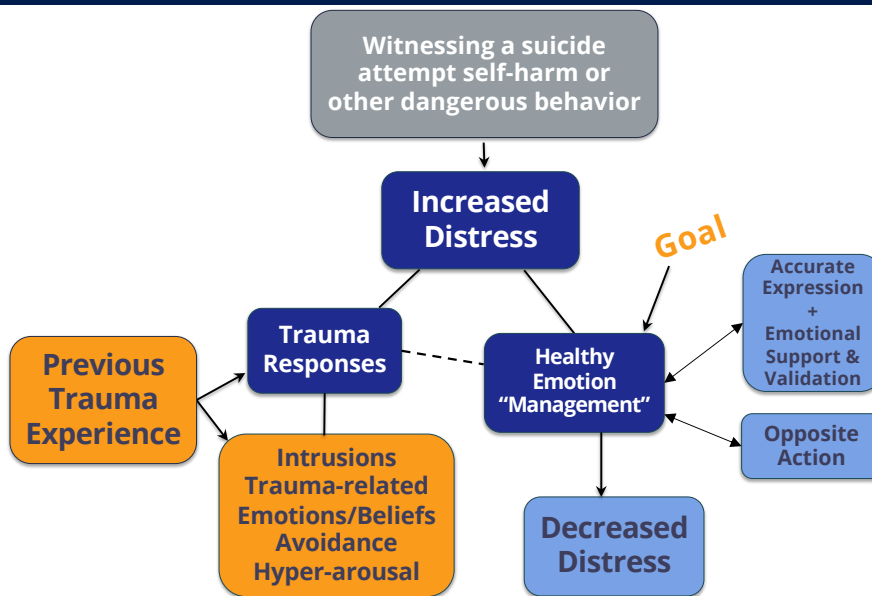 Witnessing a suicide
attempt self-harm or
other dangerous behavior
Increased
Distress
Goal
Accurate
Expression
+
Emotional
Support &
Validation
Trauma
Responses
Healthy
Emotion
“Management”
Previous
Trauma
Experience
Opposite
Action
Intrusions
Trauma-related
Emotions/Beliefs
Avoidance
Hyper-arousal
Decreased
Distress